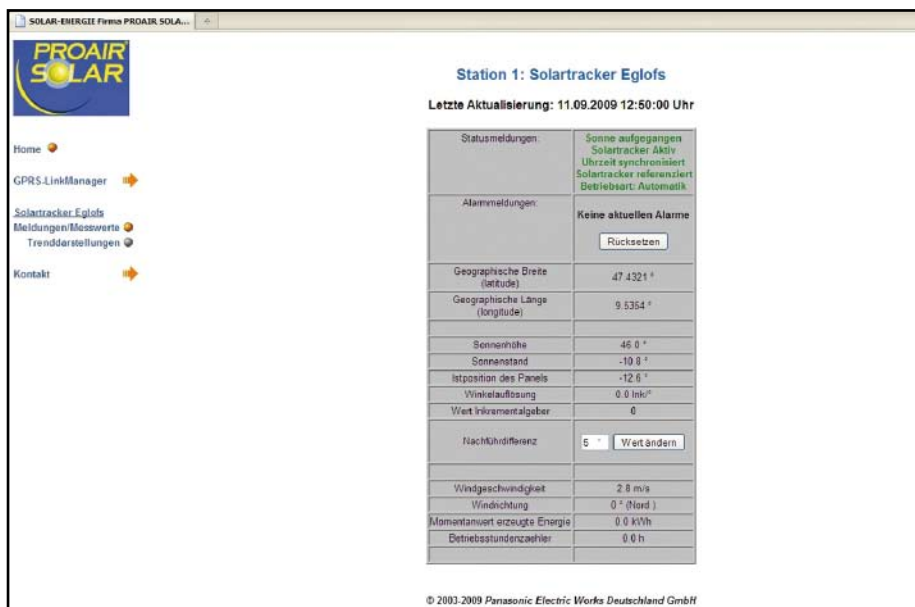 SOLAR-ENERGIE Firma PROAIR SOLA...
PROAIR
SOLAR
Home
GPRS-LinkManager
Solartracker Eglofs
Meldungen/Messwerte
Trenddarstellungen
Kontakt
Station 1: Solartracker Eglofs
Letzte Aktualisierung: 11.09.2009 12:50:00 Uhr
Statusmeldungen: Sonne aufgegangen
Solartracker Aktiv
Uhrzeit synchronisiert
Solartracker referenziert
Betriebsart: Automatik
Alarmmeldungen: Keine aktuellen Alarme
Rücksetzen
Geographische Breite
(latitude) 47.4321 °
Geographische Länge
(longitude) 9.5354 °
Sonnenhöhe 46.0 °
Sonnenstand -10.8 °
Istposition des Panels -12.6 °
Winkelauflösung 0.0 Ink/°
Wert Inkrementalgeber 0
Nachführdifferenz 5 ° Wert ändern
Windgeschwindigkeit 2.8 m/s
Windrichtung 0 ° (Nord )
Momentanwert erzeugte Energie 0.0 kWh
Betriebsstundenzaehler 0.0 h
© 2003-2009 Panasonic Electric Works Deutschland GmbH